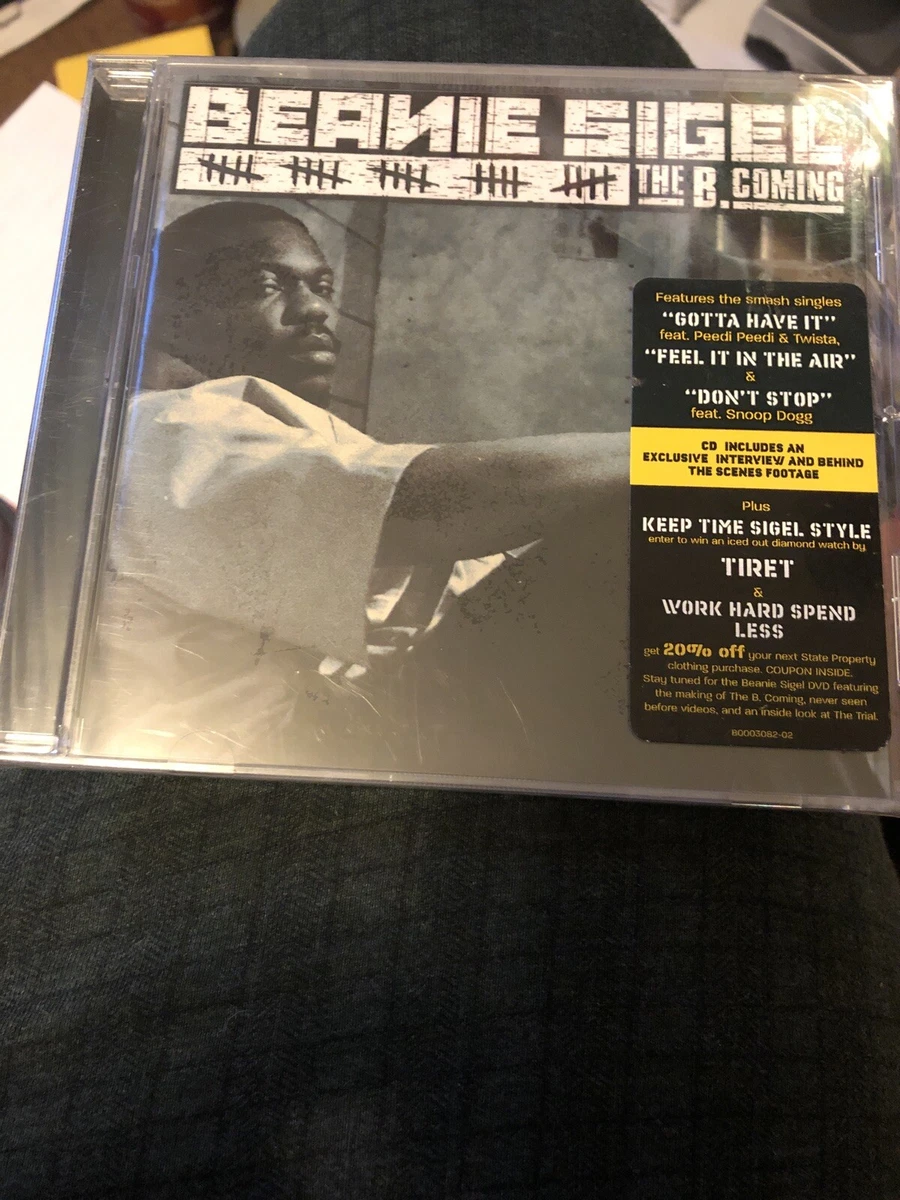 BEANIE SIGEL
THE B. COMING
Features the smash singles
“GOTTA HAVE IT”
feat. Peedi Peedi & Twista,
“FEEL IT IN THE AIR”
&
“DON'T STOP”
feat. Snoop Dogg
CD INCLUDES AN
EXCLUSIVE INTERVIEW AND BEHIND
THE SCENES FOOTAGE
Plus
KEEP TIME SIGEL STYLE
enter to win an iced out diamond watch by
TIRET
&
WORK HARD SPEND
LESS
get 20% off your next State Property
clothing purchase. COUPON INSIDE.
Stay tuned for the Beanie Sigel DVD featuring
the making of The B. Coming, never seen
before videos, and an inside look at The Trial.
B0003082-02